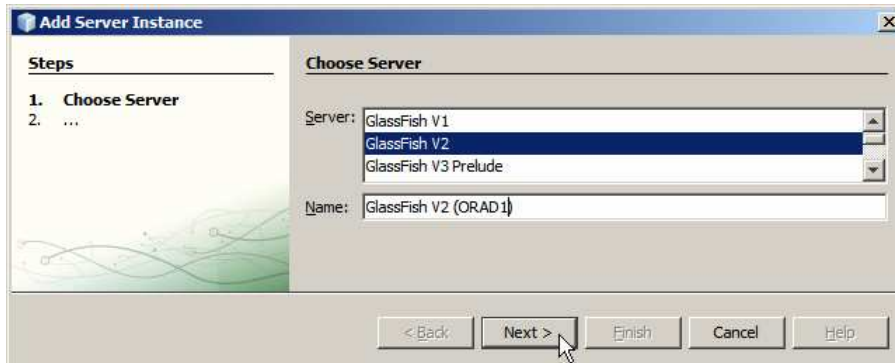 Add Server Instance
Steps
1. Choose Server
2. ...
Choose Server
Server:
GlassFish V1
GlassFish V2
GlassFish V3 Prelude
Name: GlassFish V2 (ORAD1)
< Back Next > Finish Cancel Help